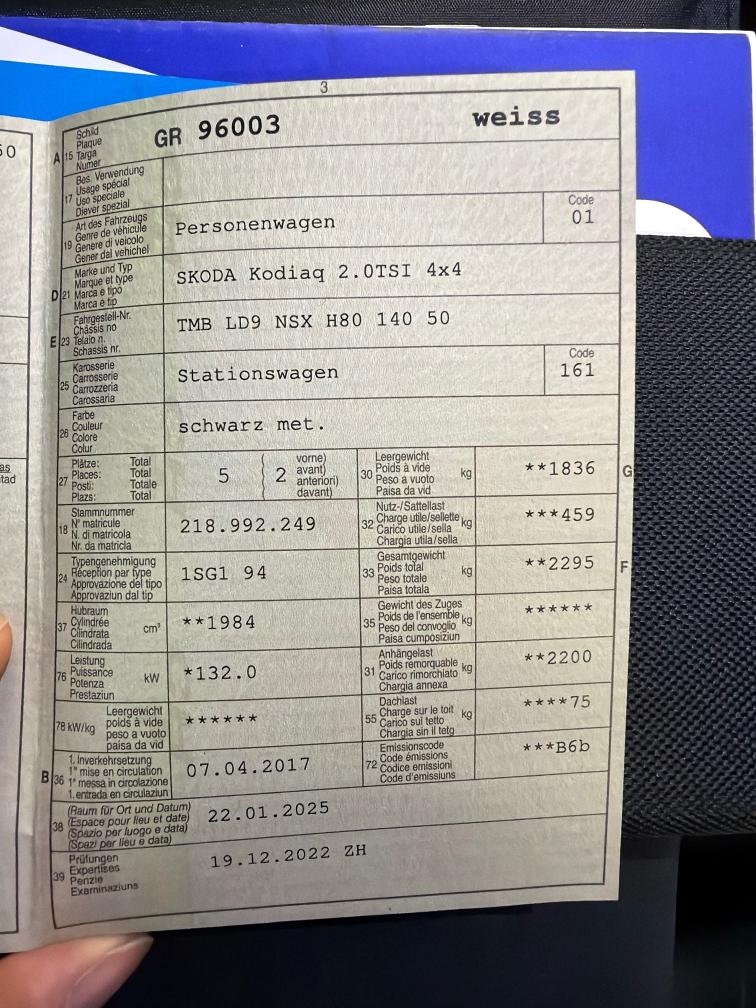 3
A 15 Schild
Plaque
Targa
Numer
GR 96003 weiss
17 Bes. Verwendung
Usage spécial
Uso speciale
Diever spezial
19 Art des Fahrzeugs
Genre de véhicule
Genere di veicolo
Gener dal vehichel
Personenwagen
Code
01
D 21 Marke und Typ
Marque et type
Marca e tipo
Marca e tip
SKODA Kodiaq 2.0TSI 4x4
E 23 Fahrgestell-Nr.
Châssis no
Telaio n.
Schassis nr.
TMB LD9 NSX H80 140 50
25 Karosserie
Carrosserie
Carrozzeria
Carossaria
Stationswagen
Code
161
26 Farbe
Couleur
Colore
Colur
schwarz met.
27 Plätze: Total
Places: Total
Posti: Totale
Plazs: Total
5
2 vorne)
avant)
anteriori)
davant)
30 Leergewicht
Poids à vide
Peso a vuoto
Paisa da vid
kg
**1836
G
18 Stammnummer
N° matricule
N. di matricola
Nr. da matricla
218.992.249
32 Nutz-/Sattellast
Charge utile/sellette
Carico utile/sella
Chargia utila/sella
kg
***459
24 Typengenehmigung
Réception par type
Approvazione del tipo
Approvaziun dal tip
1SG1 94
33 Gesamtgewicht
Poids total
Peso totale
Paisa totala
kg
**2295
F
37 Hubraum
Cylindrée
Cilindrata
Cilindrada
cm³
**1984
35 Gewicht des Zuges
Poids de l'ensemble
Peso del convoglio
Paisa cumposiziun
kg
******
76 Leistung
Puissance
Potenza
Prestaziun
kW
*132.0
31 Anhängelast
Poids remorquable
Carico rimorchiato
Chargia annexa
kg
**2200
78 kW/kg Leergewicht
poids à vide
peso a vuoto
paisa da vid
******
55 Dachlast
Charge sur le toit
Carico sul tetto
Chargia sin il tetg
kg
****75
B 36 1. Inverkehrsetzung
1re mise en circulation
1a messa in circolazione
1. entrada en circulaziun
07.04.2017
72 Emissionscode
Code émissions
Codice emissioni
Code d'emissiuns
***B6b
38 (Raum für Ort und Datum)
(Espace pour lieu et date)
(Spazio per luogo e data)
(Spazi per lieu e data)
22.01.2025
39 Prüfungen
Expertises
Perizie
Examinaziuns
19.12.2022 ZH